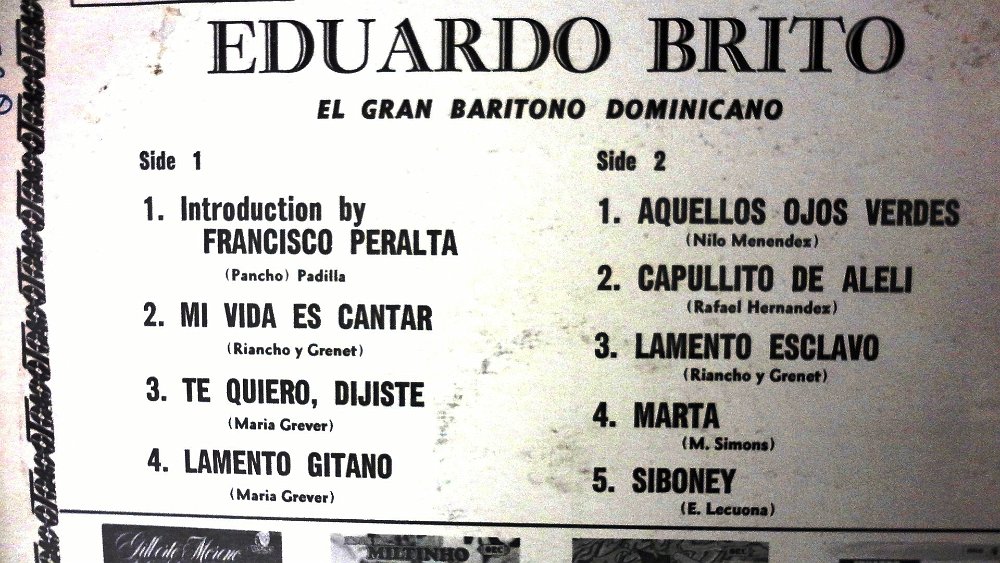 EDUARDO BRITO
EL GRAN BARITONO DOMINICANO
Side 1
1. Introduction by
FRANCISCO PERALTA
(Pancho) Padilla
2. MI VIDA ES CANTAR
(Riancho y Grenet)
3. TE QUIERO, DIJISTE
(Maria Grever)
4. LAMENTO GITANO
(Maria Grever)
Side 2
1. AQUELLOS OJOS VERDES
(Nilo Menendez)
2. CAPULLITO DE ALELI
(Rafael Hernandez)
3. LAMENTO ESCLAVO
(Riancho y Grenet)
4. MARTA
(M. Simons)
5. SIBONEY
(E. Lecuona)
Gilberto Moreno
MILTINHO